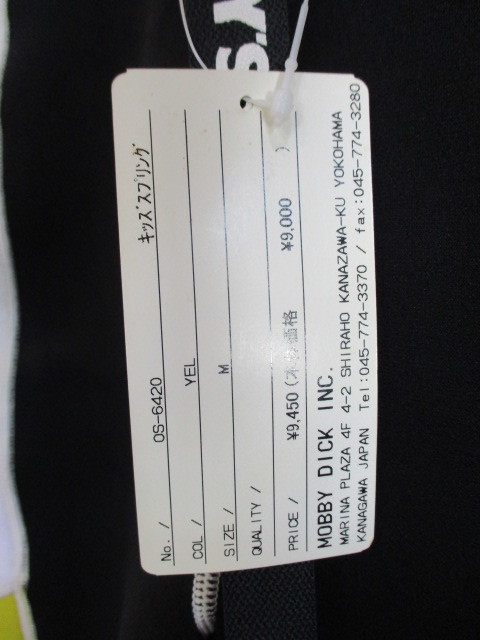 Y'S
No. / OS-6420 ｷｯｽﾞｽﾌﾟﾘﾝｸﾞ
COL / YEL
SIZE / M
QUALITY /
PRICE / ¥9,450 (本体価格 ¥9,000 )
MOBBY DICK INC.
MARINA PLAZA 4F 4-2 SHIRAHO KANAZAWA-KU YOKOHAMA
KANAGAWA JAPAN Tel:045-774-3370 / fax:045-774-3280